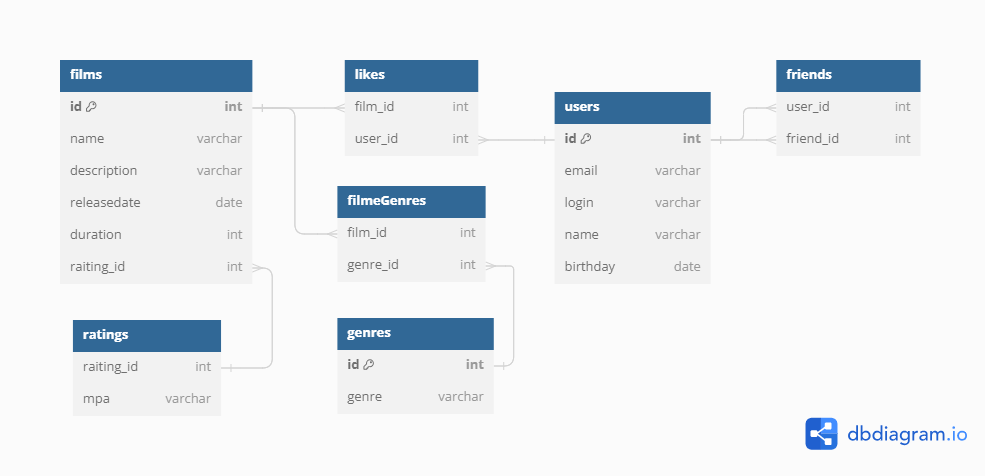 films
id int
name varchar
description varchar
releasedate date
duration int
raiting_id int
ratings
raiting_id int
mpa varchar
likes
film_id int
user_id int
filmeGenres
film_id int
genre_id int
genres
id int
genre varchar
users
id int
email varchar
login varchar
name varchar
birthday date
friends
user_id int
friend_id int
dbdiagram.io